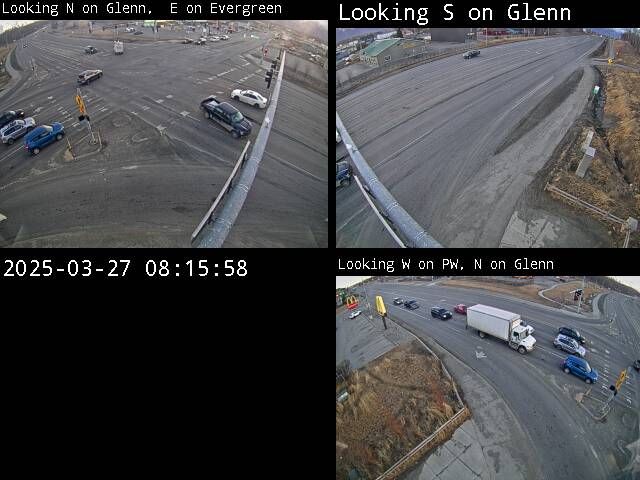 Looking N on Glenn,  E on Evergreen
Looking S on Glenn
2025-03-27 08:15:58
Looking W on PW, N on Glenn